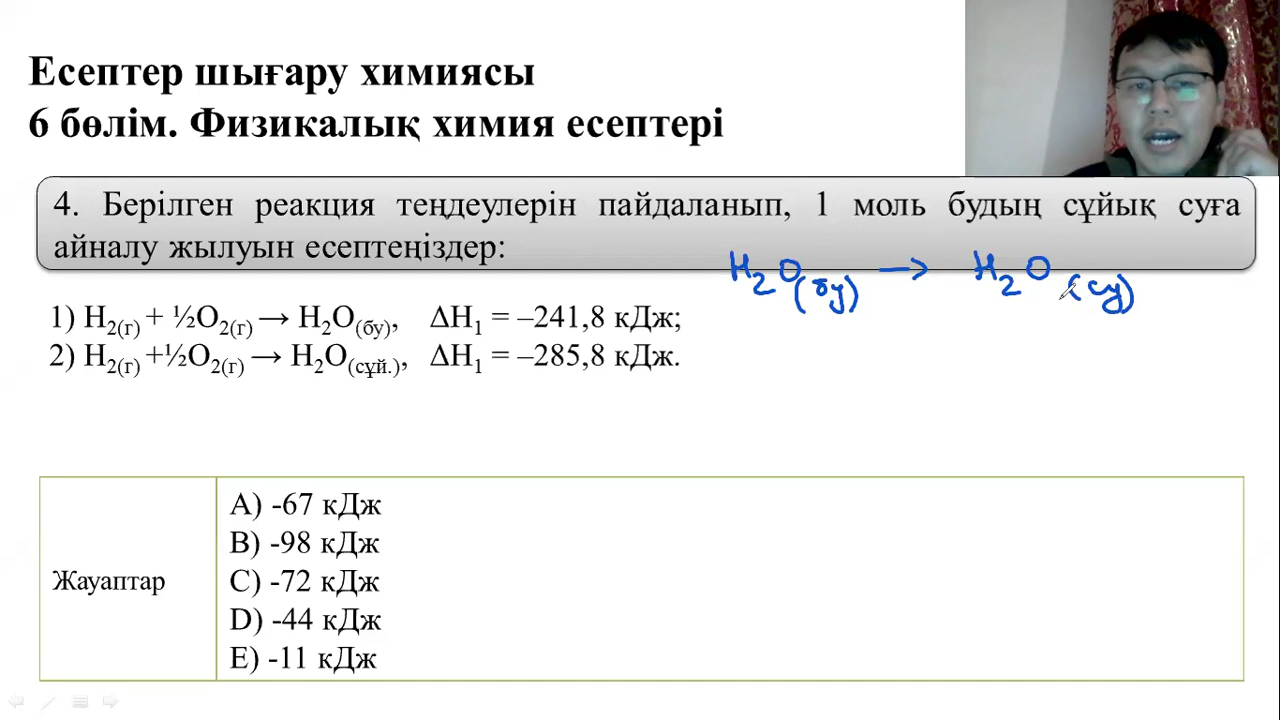 Есептер шығару химиясы
6 бөлім. Физикалық химия есептері
4. Берілген реакция теңдеулерін пайдаланып, 1 моль будың сұйық суға
айналу жылуын есептеңіздер:
H₂O(бу) → H₂O(су)
1) H₂(г) + ½O₂(г) → H₂O(бу), ΔH₁ = –241,8 кДж;
2) H₂(г) +½O₂(г) → H₂O(сұй.), ΔH₁ = –285,8 кДж.
Жауаптар
A) -67 кДж
B) -98 кДж
C) -72 кДж
D) -44 кДж
E) -11 кДж